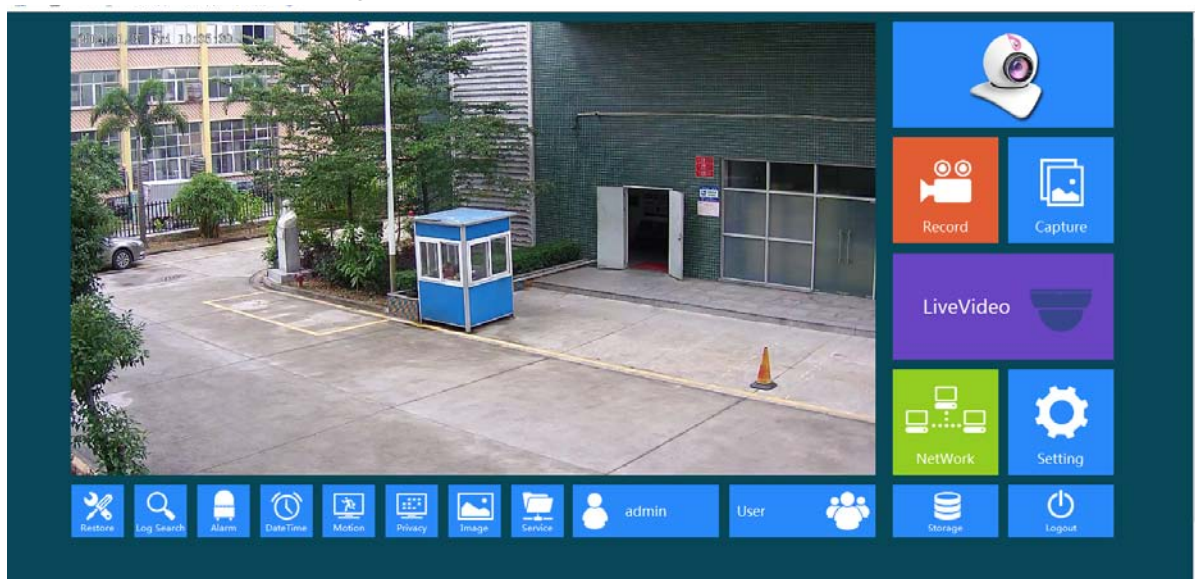 Record
Capture
LiveVideo
NetWork
Setting
Restore
Log Search
Alarm
DateTime
Motion
Privacy
Image
Service
admin
User
Storage
Logout